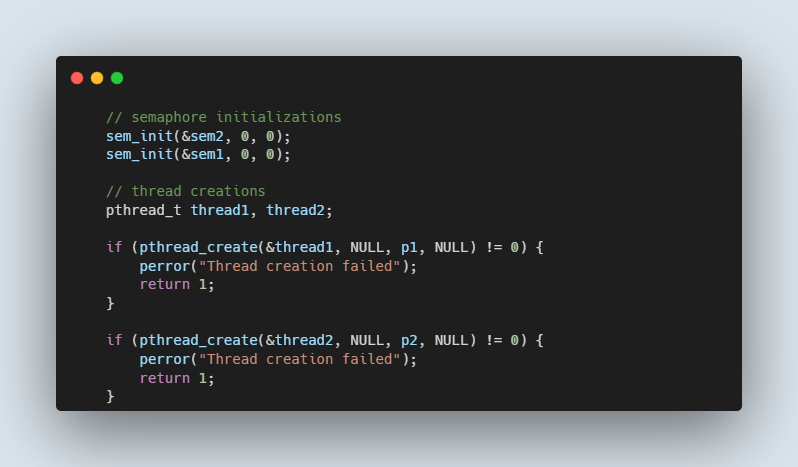 // semaphore initializations
sem_init(&sem2, 0, 0);
sem_init(&sem1, 0, 0);
// thread creations
pthread_t thread1, thread2;
if (pthread_create(&thread1, NULL, p1, NULL) != 0) {
perror("Thread creation failed");
return 1;
}
if (pthread_create(&thread2, NULL, p2, NULL) != 0) {
perror("Thread creation failed");
return 1;
}